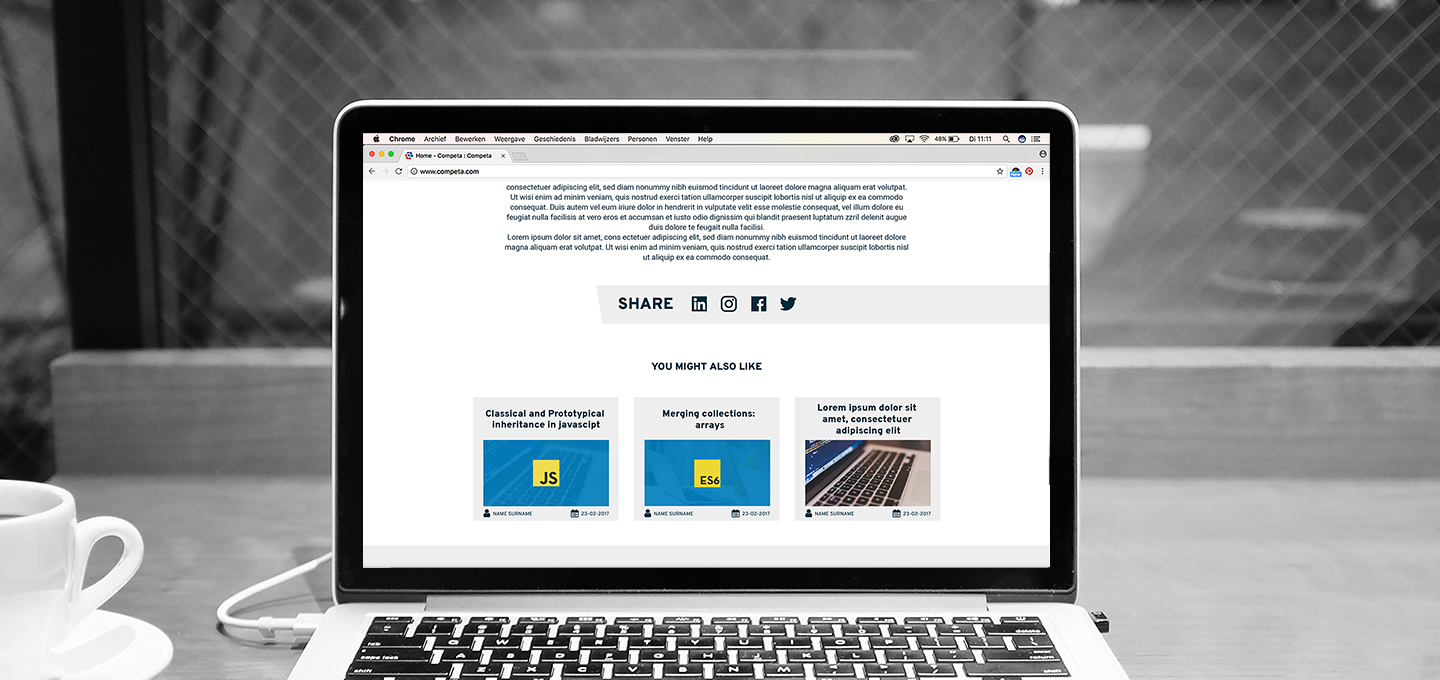 Chrome Archief Bewerken Weergave Geschiedenis Bladwijzers Personen Venster Help 48% Di 11:11
Home - Competa : Competa
www.competa.com
consectetuer adipiscing elit, sed diam nonummy nibh euismod tincidunt ut laoreet dolore magna aliquam erat volutpat.
Ut wisi enim ad minim veniam, quis nostrud exerci tation ullamcorper suscipit lobortis nisl ut aliquip ex ea commodo
consequat. Duis autem vel eum iriure dolor in hendrerit in vulputate velit esse molestie consequat, vel illum dolore eu
feugiat nulla facilisis at vero eros et accumsan et iusto odio dignissim qui blandit praesent luptatum zzril delenit augue
duis dolore te feugait nulla facilisi.
Lorem ipsum dolor sit amet, cons ectetuer adipiscing elit, sed diam nonummy nibh euismod tincidunt ut laoreet dolore
magna aliquam erat volutpat. Ut wisi enim ad minim veniam, quis nostrud exerci tation ullamcorper suscipit lobortis nisl
ut aliquip ex ea commodo consequat.
SHARE
YOU MIGHT ALSO LIKE
Classical and Prototypical
inheritance in javascipt
JS
NAME SURNAME 23-02-2017
Merging collections:
arrays
ES6
NAME SURNAME 23-02-2017
Lorem ipsum dolor sit
amet, consectetuer
adipiscing elit
NAME SURNAME 23-02-2017
delete
tab
caps lock
enter
return
shift
shift